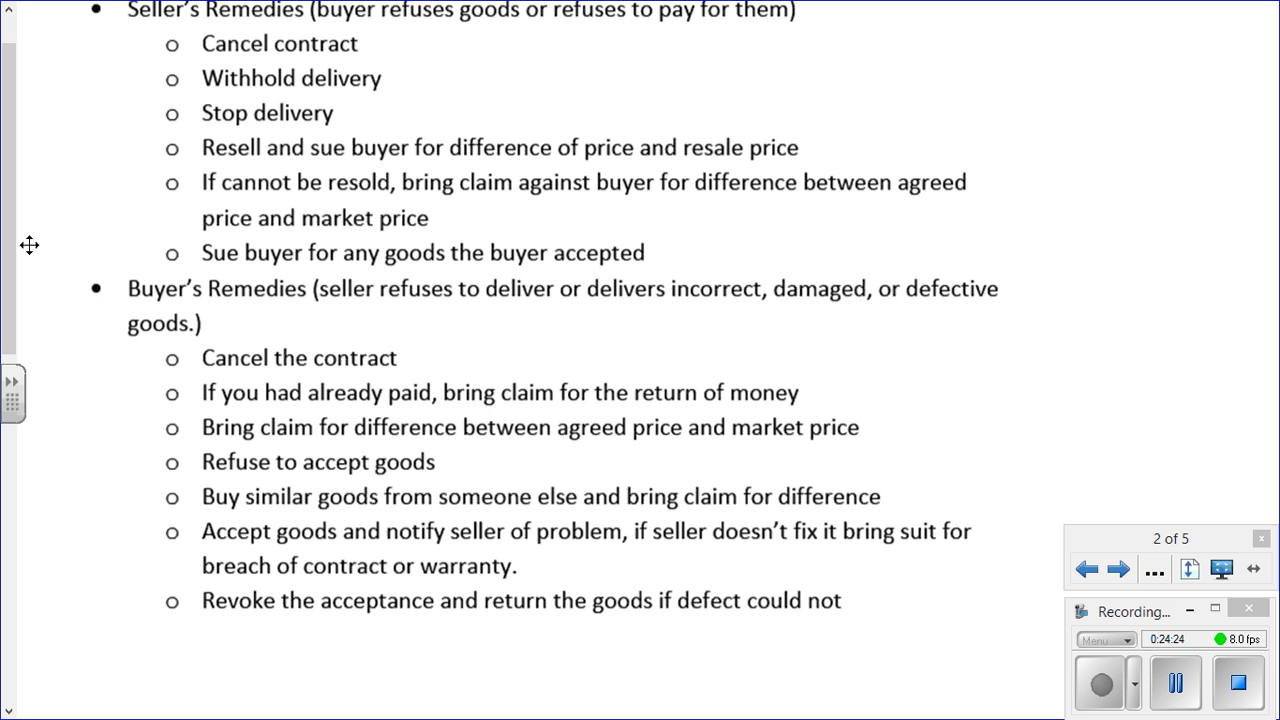 • Seller’s Remedies (buyer refuses goods or refuses to pay for them)
o Cancel contract
o Withhold delivery
o Stop delivery
o Resell and sue buyer for difference of price and resale price
o If cannot be resold, bring claim against buyer for difference between agreed
price and market price
o Sue buyer for any goods the buyer accepted
• Buyer’s Remedies (seller refuses to deliver or delivers incorrect, damaged, or defective
goods.)
o Cancel the contract
o If you had already paid, bring claim for the return of money
o Bring claim for difference between agreed price and market price
o Refuse to accept goods
o Buy similar goods from someone else and bring claim for difference
o Accept goods and notify seller of problem, if seller doesn’t fix it bring suit for
breach of contract or warranty.
o Revoke the acceptance and return the goods if defect could not
2 of 5
...
Recording...
Menu 0:24:24 8.0 fps